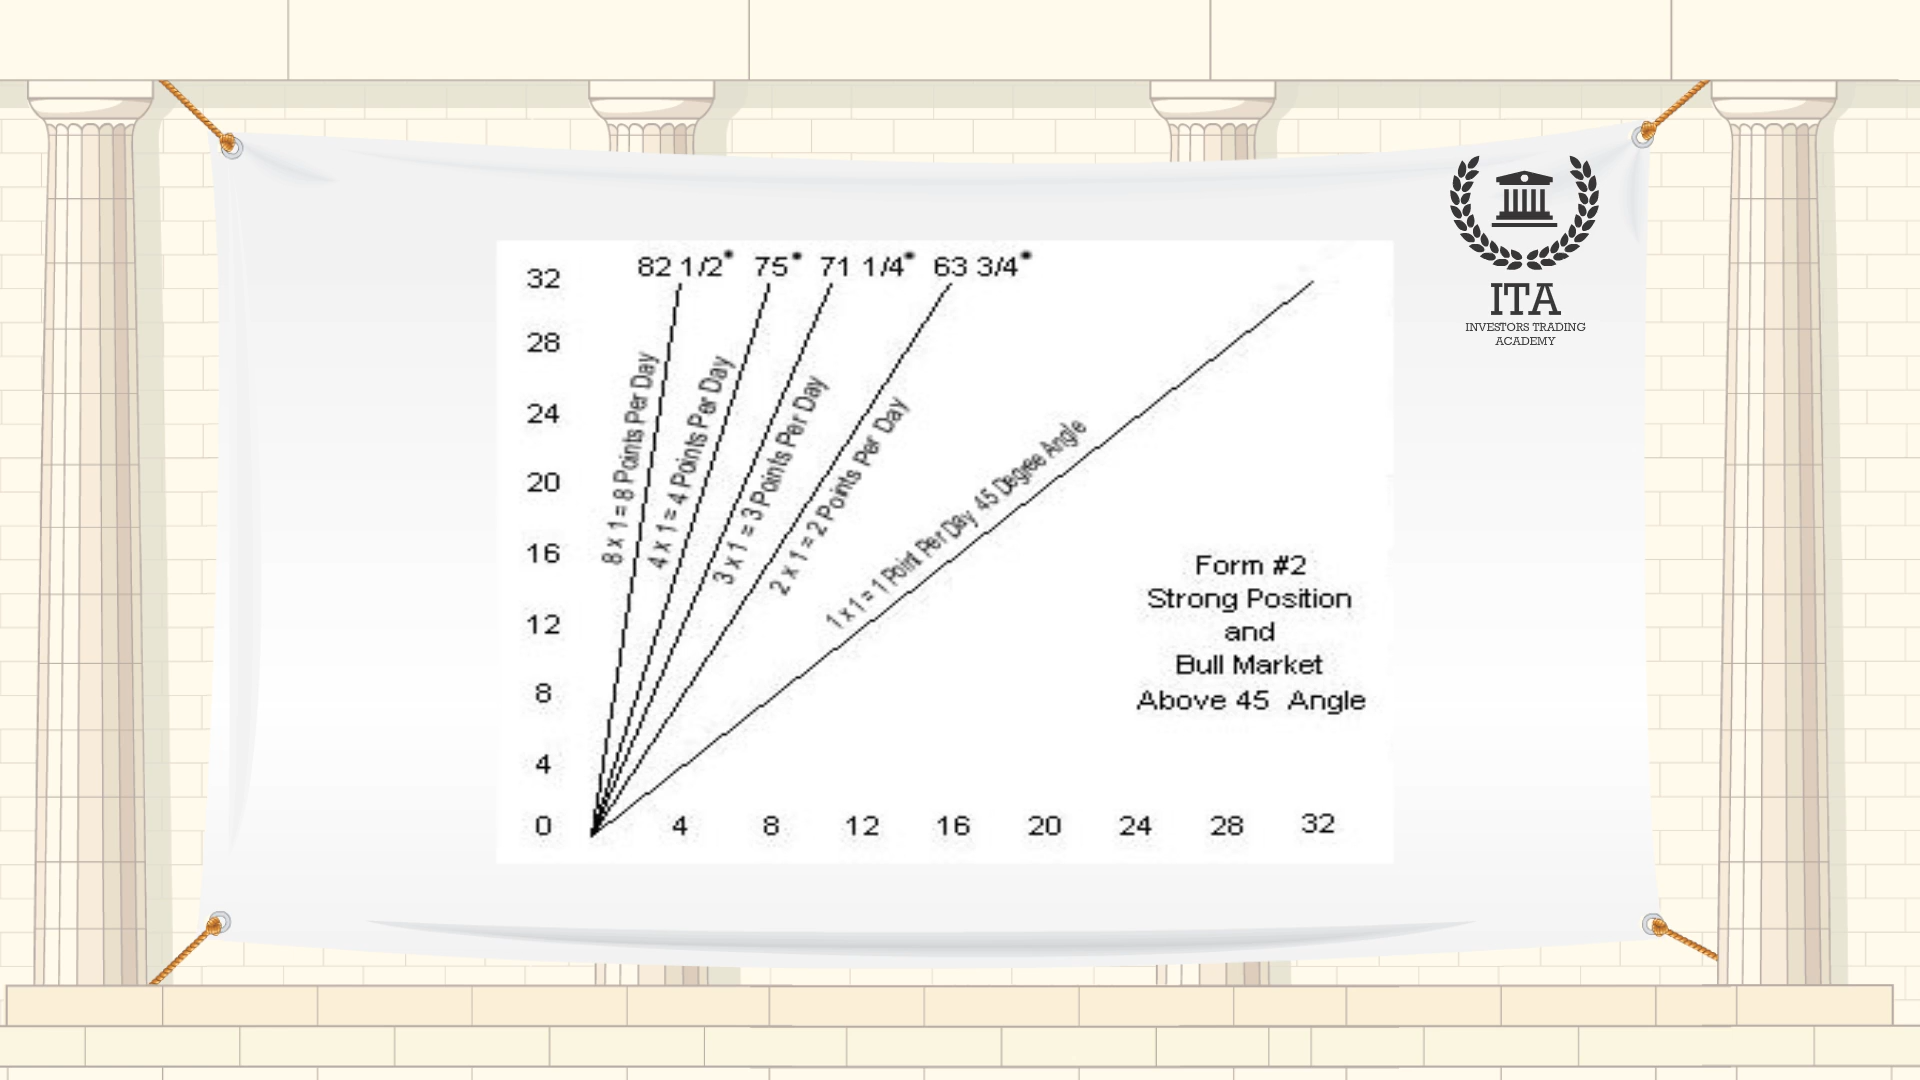 82 1/2° 75° 71 1/4° 63 3/4°
32
28
24
20
16
12
8
4
0
4 8 12 16 20 24 28 32
8 x 1 = 8 Points Per Day
4 x 1 = 4 Points Per Day
3 x 1 = 3 Points Per Day
2 x 1 = 2 Points Per Day
1 x 1 = 1 Point Per Day 45 Degree Angle
Form #2
Strong Position
and
Bull Market
Above 45 Angle
ITA
INVESTORS TRADING
ACADEMY